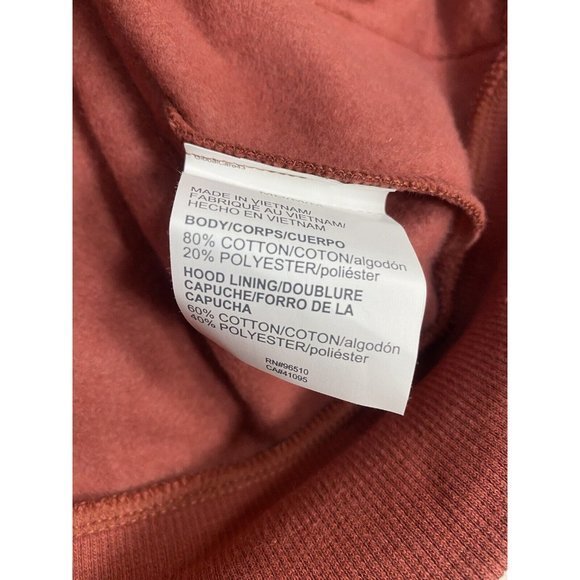 MADE IN VIETNAM/
FABRIQUÉ AU VIETNAM/
HECHO EN VIETNAM
BODY/CORPS/CUERPO
80% COTTON/COTON/algodón
20% POLYESTER/poliéster
HOOD LINING/DOUBLURE
CAPUCHE/FORRO DE LA
CAPUCHA
60% COTTON/COTON/algodón
40% POLYESTER/poliéster
RN#96510
CA#41095